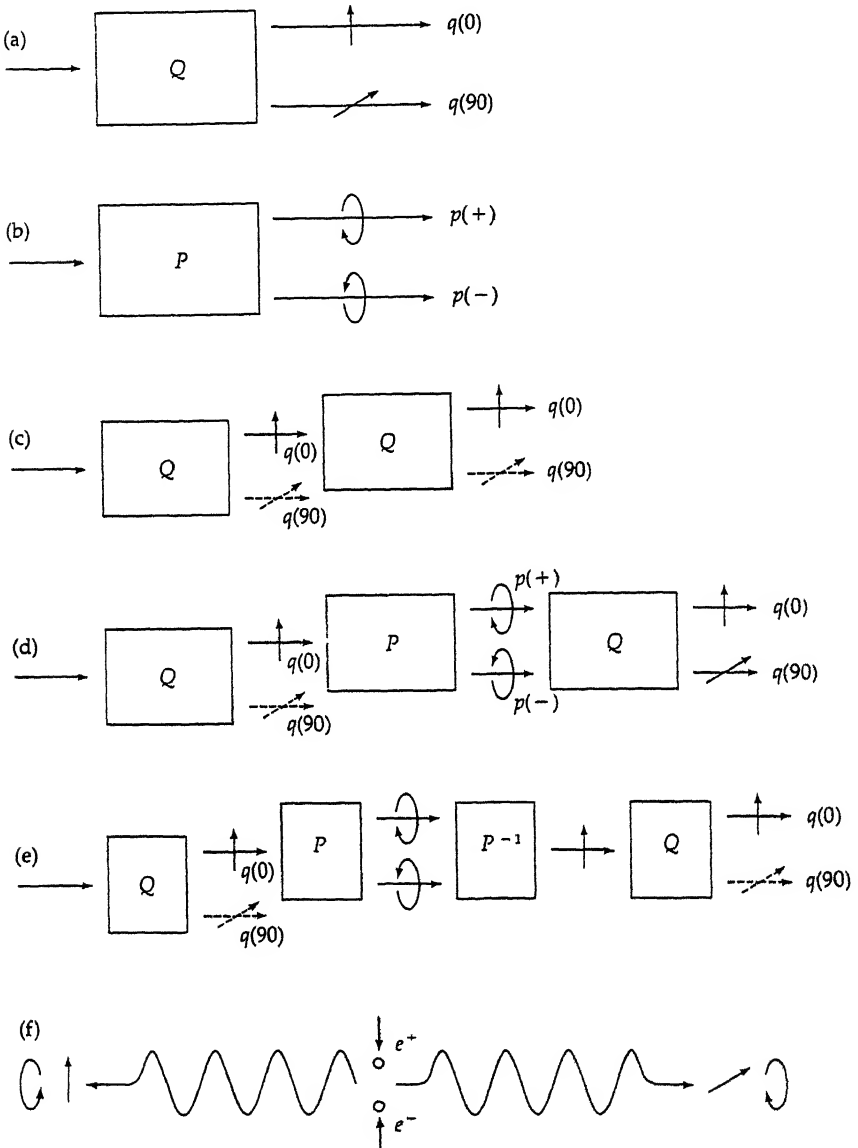 (a)
Q
q(0)
q(90)
(b)
P
p(+)
p(−)
(c)
Q
q(0)
q(90)
Q
q(0)
q(90)
(d)
Q
q(0)
q(90)
P
p(+)
p(−)
Q
q(0)
q(90)
(e)
Q
q(0)
q(90)
P
P⁻¹
Q
q(0)
q(90)
(f)
e⁺
e⁻